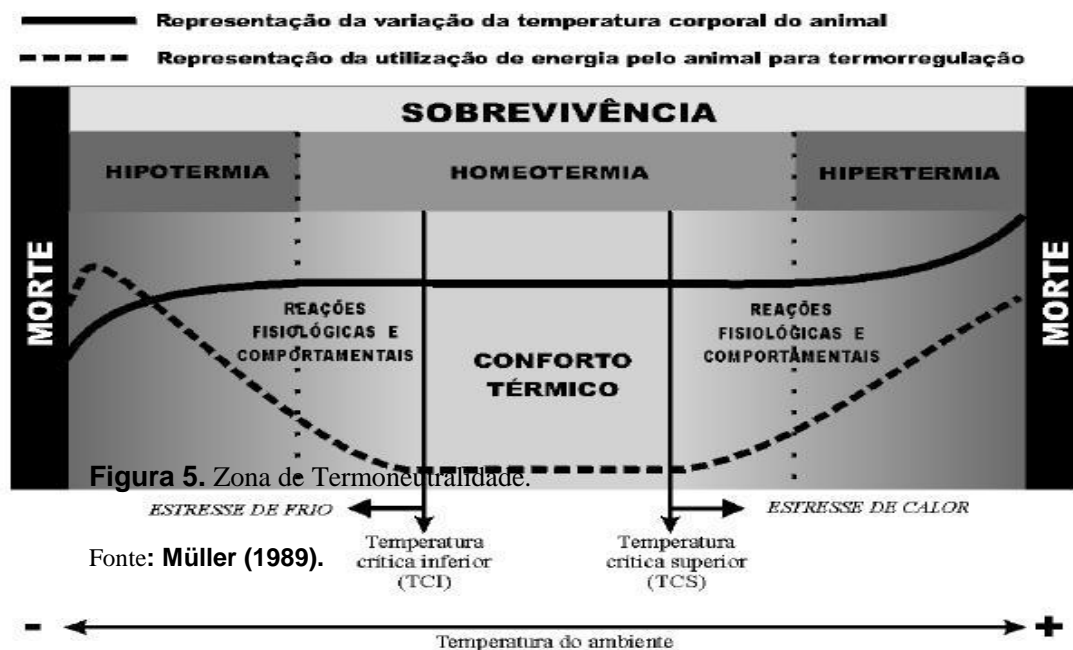 Representação da variação da temperatura corporal do animal
Representação da utilização de energia pelo animal para termorregulação
SOBREVIVÊNCIA
HIPOTERMIA
HOMEOTERMIA
HIPERTERMIA
MORTE
MORTE
REAÇÕES
FISIOLÓGICAS E
COMPORTAMENTAIS
CONFORTO
TÉRMICO
REAÇÕES
FISIOLÓGICAS E
COMPORTAMENTAIS
Figura 5. Zona de Termoneutralidade.
ESTRESSE DE FRIO
ESTRESSE DE CALOR
Fonte: Müller (1989).
Temperatura
crítica inferior
(TCI)
Temperatura
crítica superior
(TCS)
- +
Temperatura do ambiente